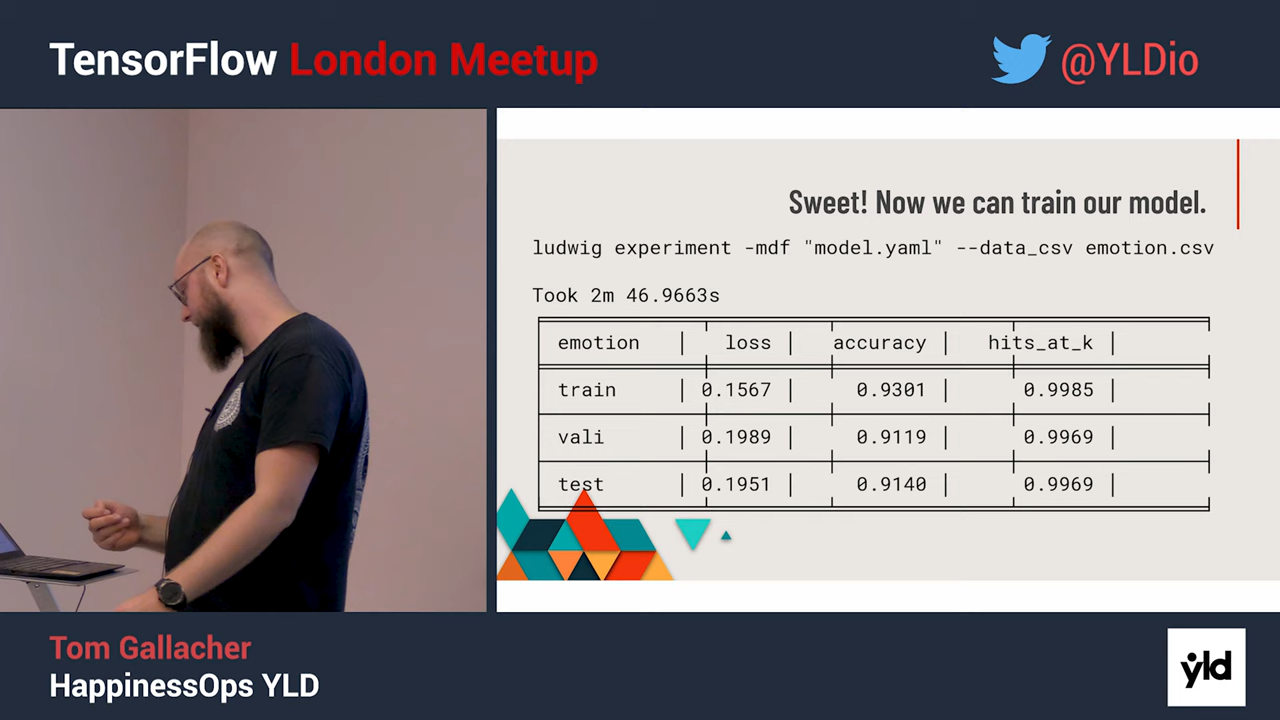 TensorFlow London Meetup
@YLDio
Sweet! Now we can train our model.
ludwig experiment -mdf "model.yaml" --data_csv emotion.csv
Took 2m 46.9663s
emotion | loss | accuracy | hits_at_k |
train | 0.1567 | 0.9301 | 0.9985 |
vali | 0.1989 | 0.9119 | 0.9969 |
test | 0.1951 | 0.9140 | 0.9969 |
Tom Gallacher
HappinessOps YLD
yld